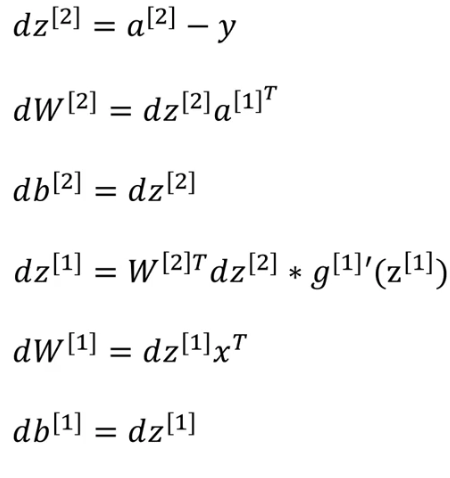 dz^{[2]} = a^{[2]} − y
dW^{[2]} = dz^{[2]}a^{[1]^T}
db^{[2]} = dz^{[2]}
dz^{[1]} = W^{[2]T}dz^{[2]} ∗ g^{[1]}′(z^{[1]})
dW^{[1]} = dz^{[1]}x^T
db^{[1]} = dz^{[1]}